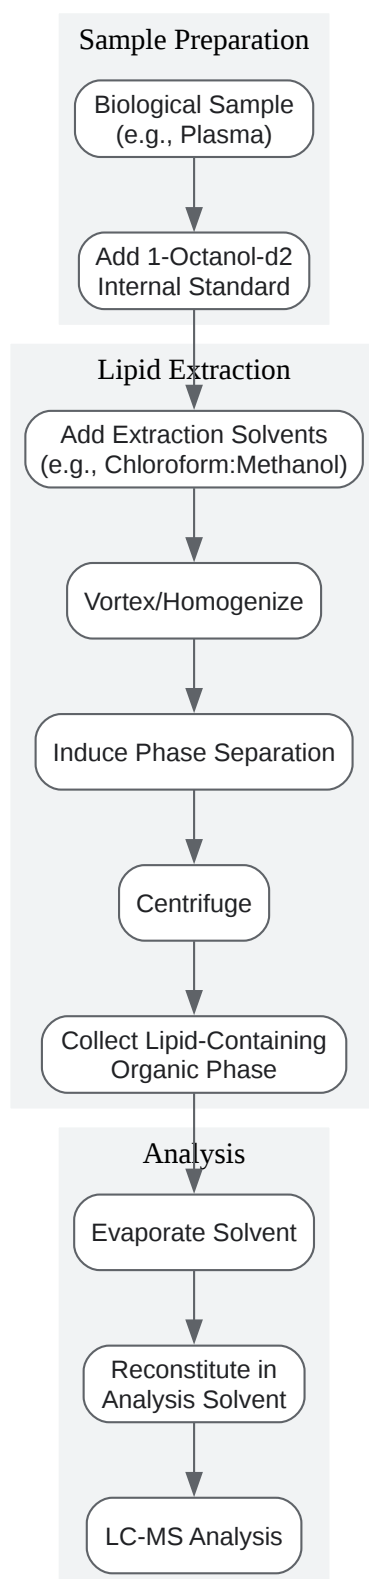 Sample Preparation
Biological Sample
(e.g., Plasma)
Add 1-Octanol-d2
Internal Standard
Lipid Extraction
Add Extraction Solvents
(e.g., Chloroform:Methanol)
Vortex/Homogenize
Induce Phase Separation
Centrifuge
Collect Lipid-Containing
Organic Phase
Analysis
Evaporate Solvent
Reconstitute in
Analysis Solvent
LC-MS Analysis